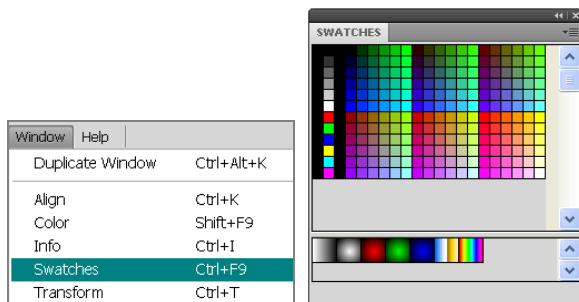 Window Help
Duplicate Window Ctrl+Alt+K
Align Ctrl+K
Color Shift+F9
Info Ctrl+I
Swatches Ctrl+F9
Transform Ctrl+T
SWATCHES